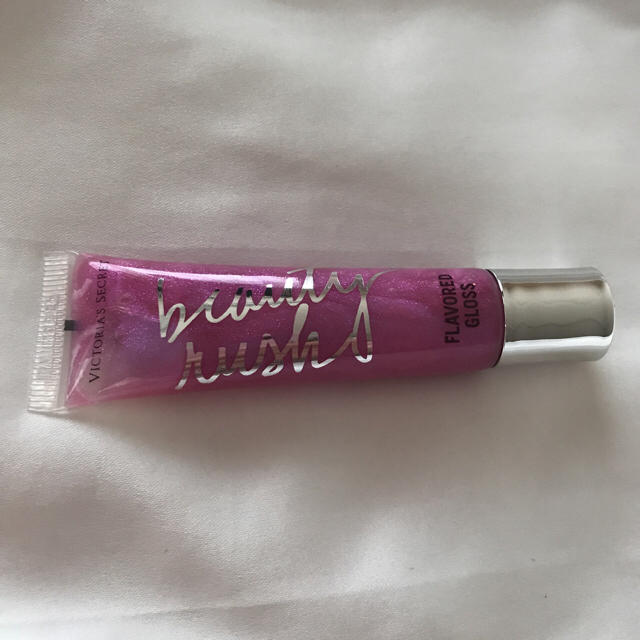 VICTORIA'S SECRET
beauty
rush
FLAVORED
GLOSS